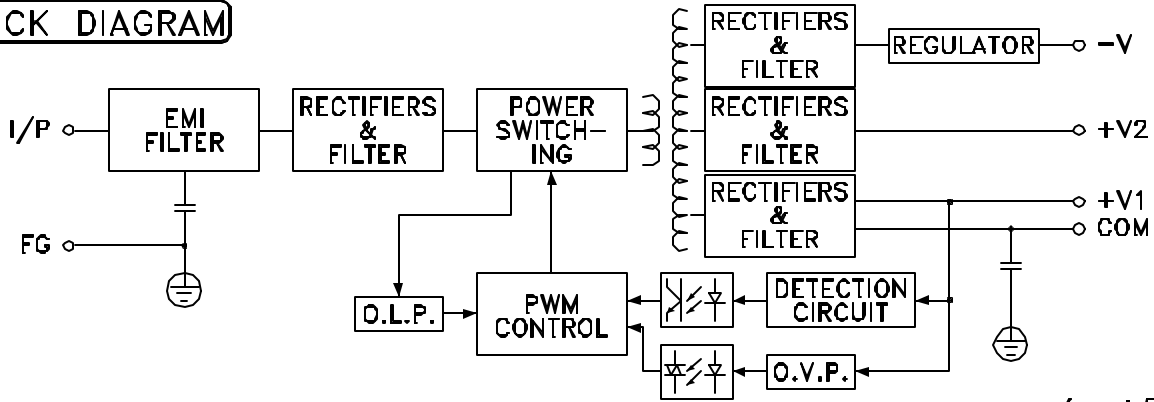 CK DIAGRAM
I/P
EMI
FILTER
RECTIFIERS
&
FILTER
POWER
SWITCH-
ING
RECTIFIERS
&
FILTER
REGULATOR
-V
RECTIFIERS
&
FILTER
+V2
RECTIFIERS
&
FILTER
+V1
COM
FG
O.L.P.
PWM
CONTROL
DETECTION
CIRCUIT
O.V.P.